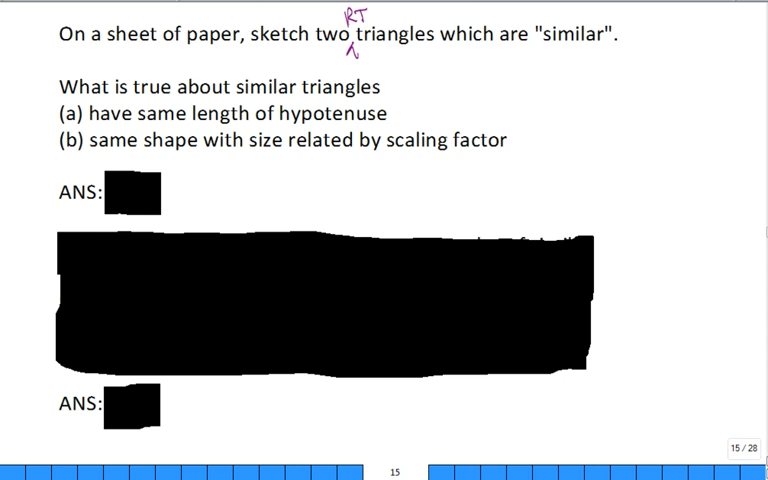 RT
On a sheet of paper, sketch two triangles which are "similar".
What is true about similar triangles
(a) have same length of hypotenuse
(b) same shape with size related by scaling factor
ANS:
ANS:
15 / 28
15